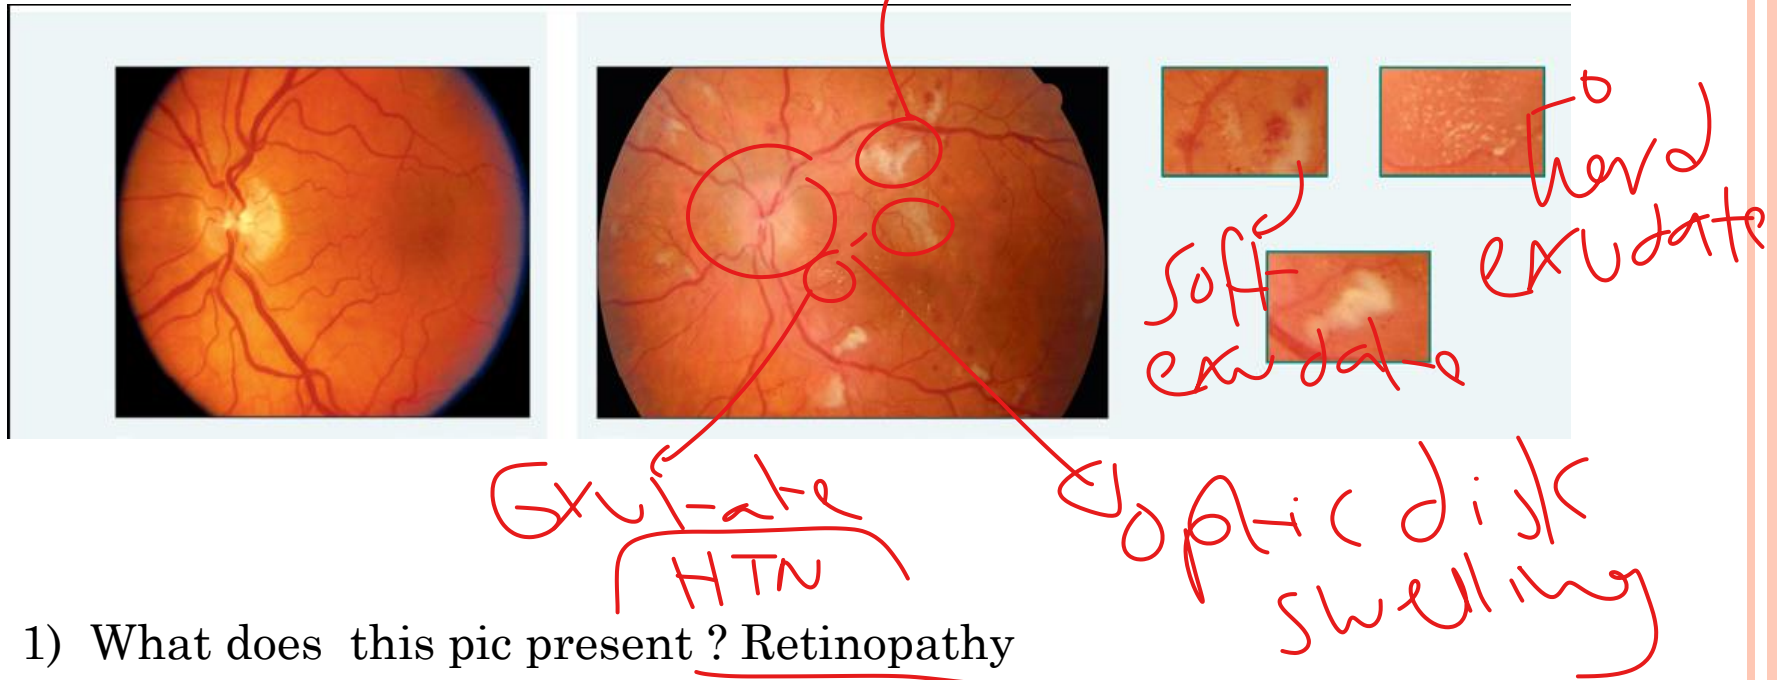 hard
exudate
soft
exudate
Exudate
HTN
optic disk
swelling
1) What does this pic present ? Retinopathy